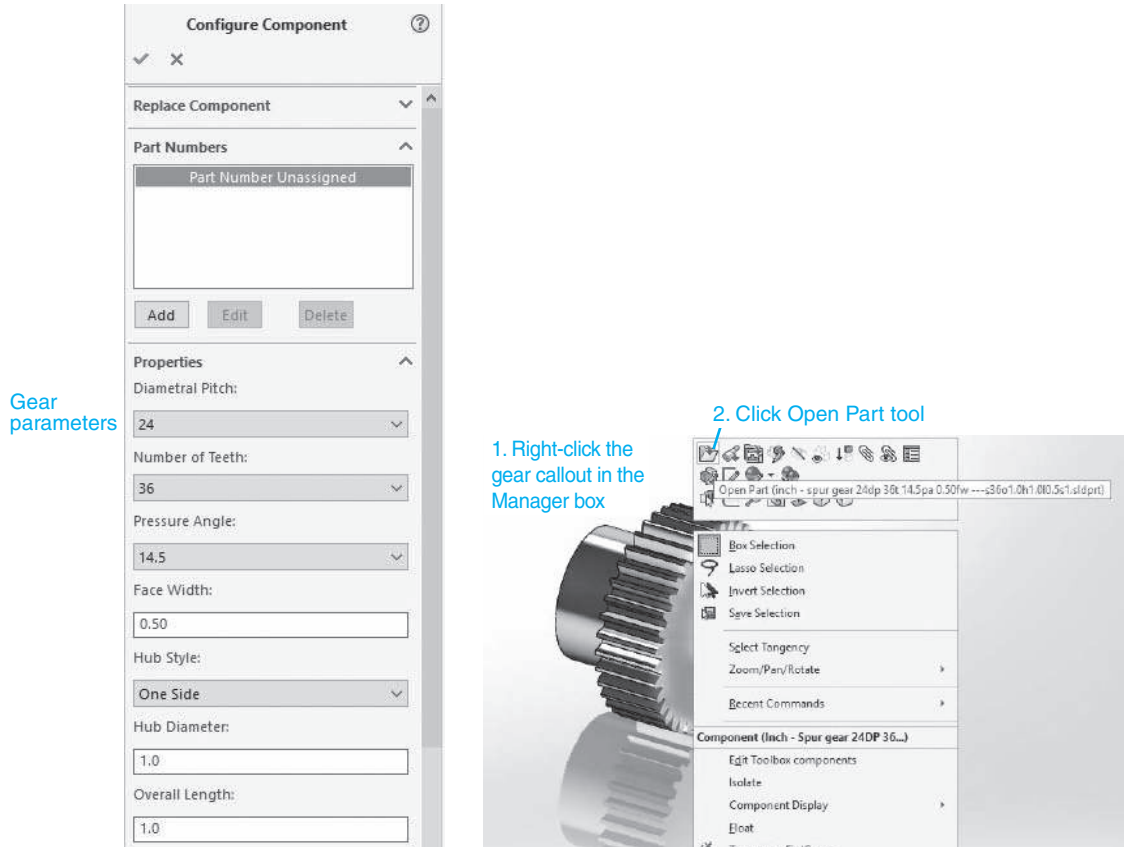 Configure Component
Replace Component
Part Numbers
Part Number Unassigned
Add Edit Delete
Properties
Diametral Pitch:
24
Number of Teeth:
36
Pressure Angle:
14.5
Face Width:
0.50
Hub Style:
One Side
Hub Diameter:
1.0
Overall Length:
1.0
Gear
parameters
1. Right-click the
gear callout in the
Manager box
2. Click Open Part tool
Open Part (inch - spur gear 24dp 36t 14.5pa 0.50fw ---s36o1.0h1.0l0.5s1.sldprt)
Box Selection
Lasso Selection
Invert Selection
Save Selection
Select Tangency
Zoom/Pan/Rotate
Recent Commands
Component (Inch - Spur gear 24DP 36...)
Edit Toolbox components
Isolate
Component Display
Float